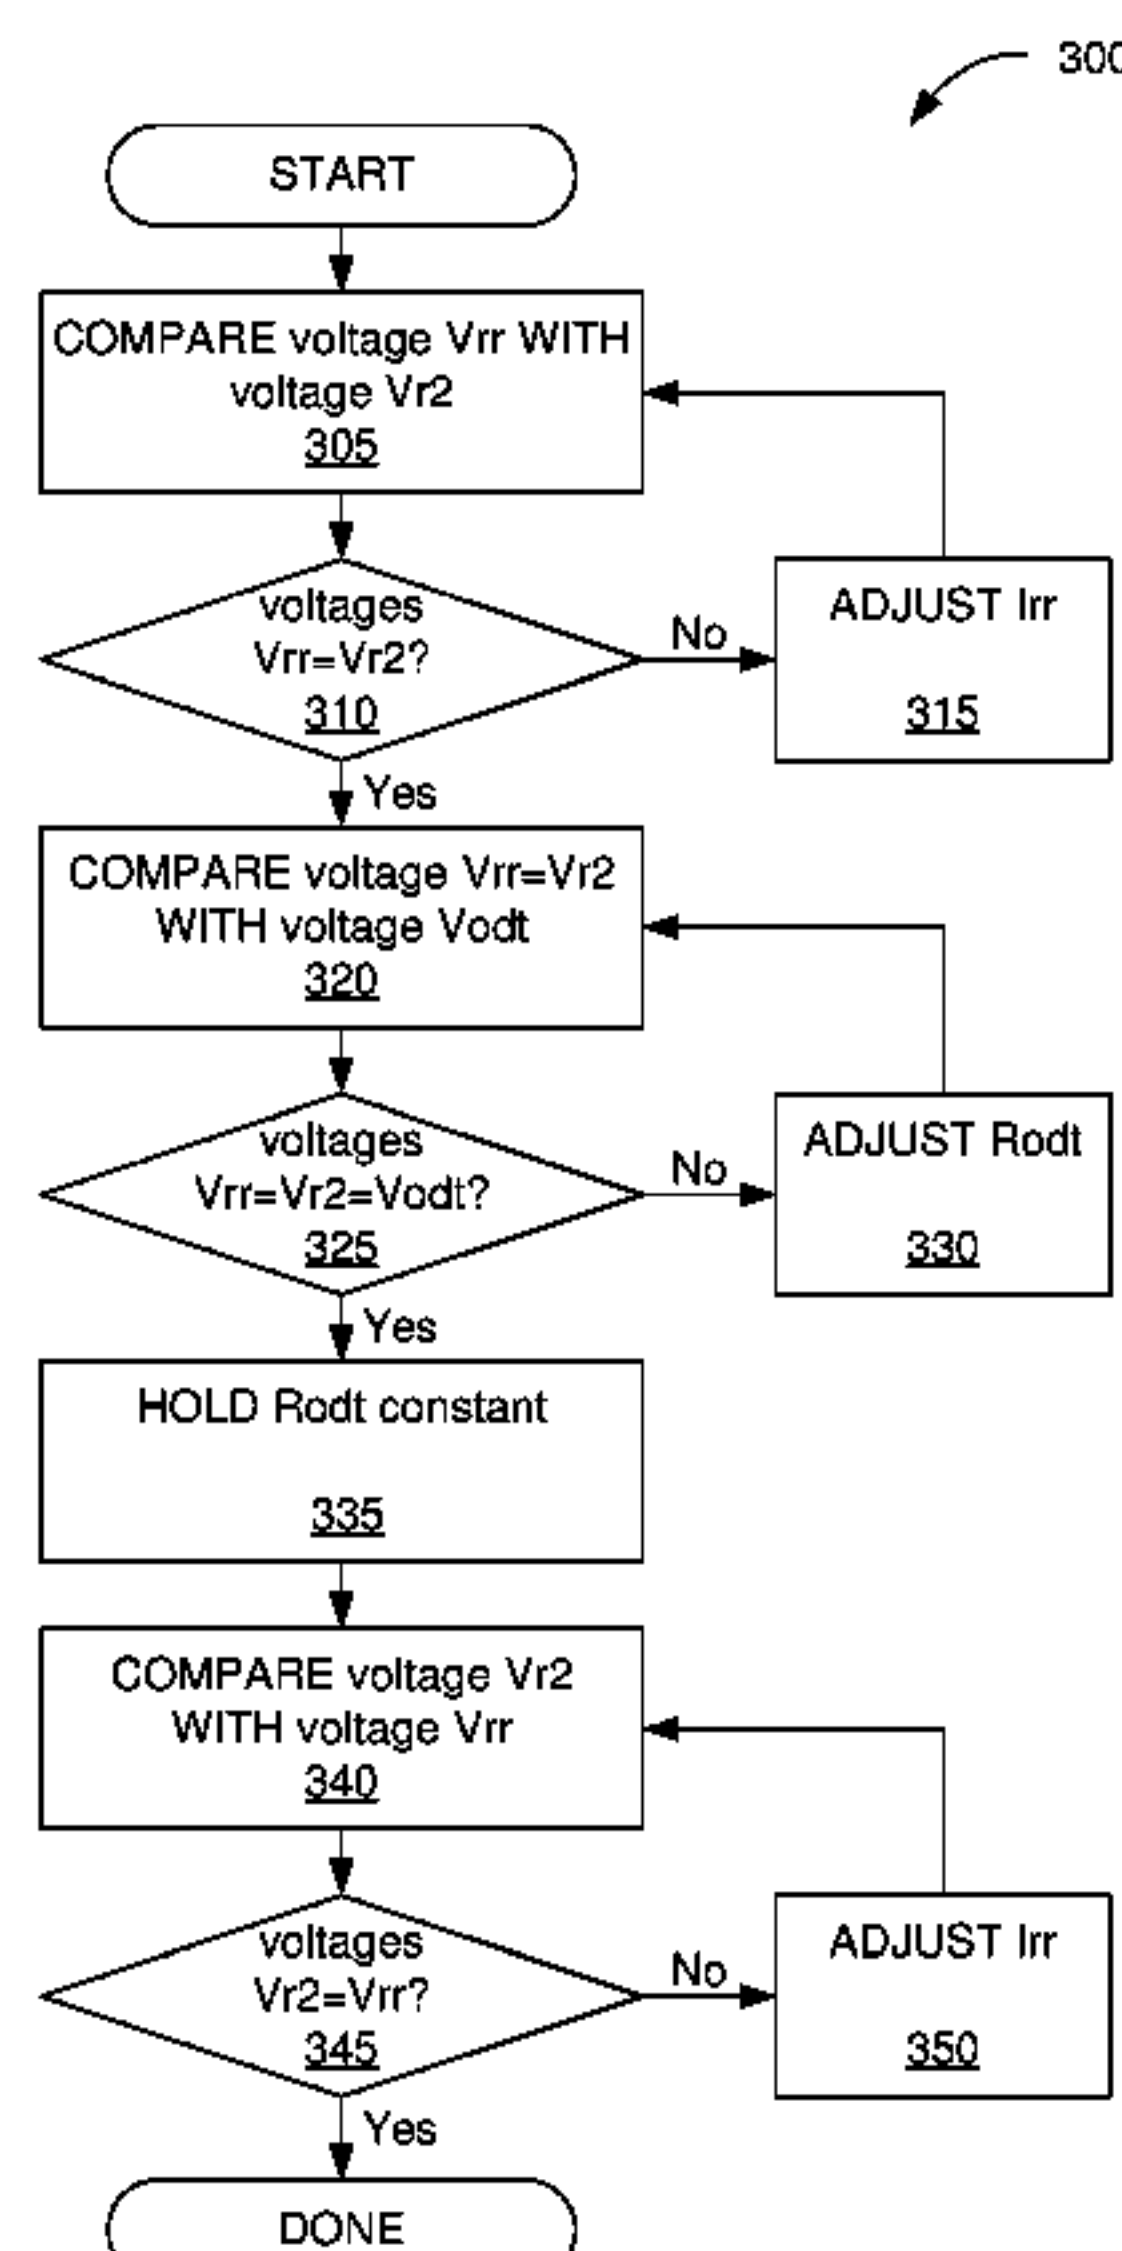 300
START
COMPARE voltage Vrr WITH
voltage Vr2
305
voltages
Vrr=Vr2?
310
No
ADJUST Irr
315
Yes
COMPARE voltage Vrr=Vr2
WITH voltage Vodt
320
voltages
Vrr=Vr2=Vodt?
325
No
ADJUST Rodt
330
Yes
HOLD Rodt constant
335
COMPARE voltage Vr2
WITH voltage Vrr
340
voltages
Vr2=Vrr?
345
No
ADJUST Irr
350
Yes
DONE